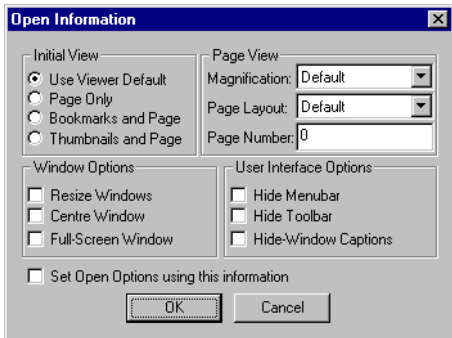 Open Information
Initial View
Use Viewer Default
Page Only
Bookmarks and Page
Thumbnails and Page
Page View
Magnification: Default
Page Layout: Default
Page Number: 0
Window Options
Resize Windows
Centre Window
Full-Screen Window
User Interface Options
Hide Menubar
Hide Toolbar
Hide-Window Captions
Set Open Options using this information
OK
Cancel